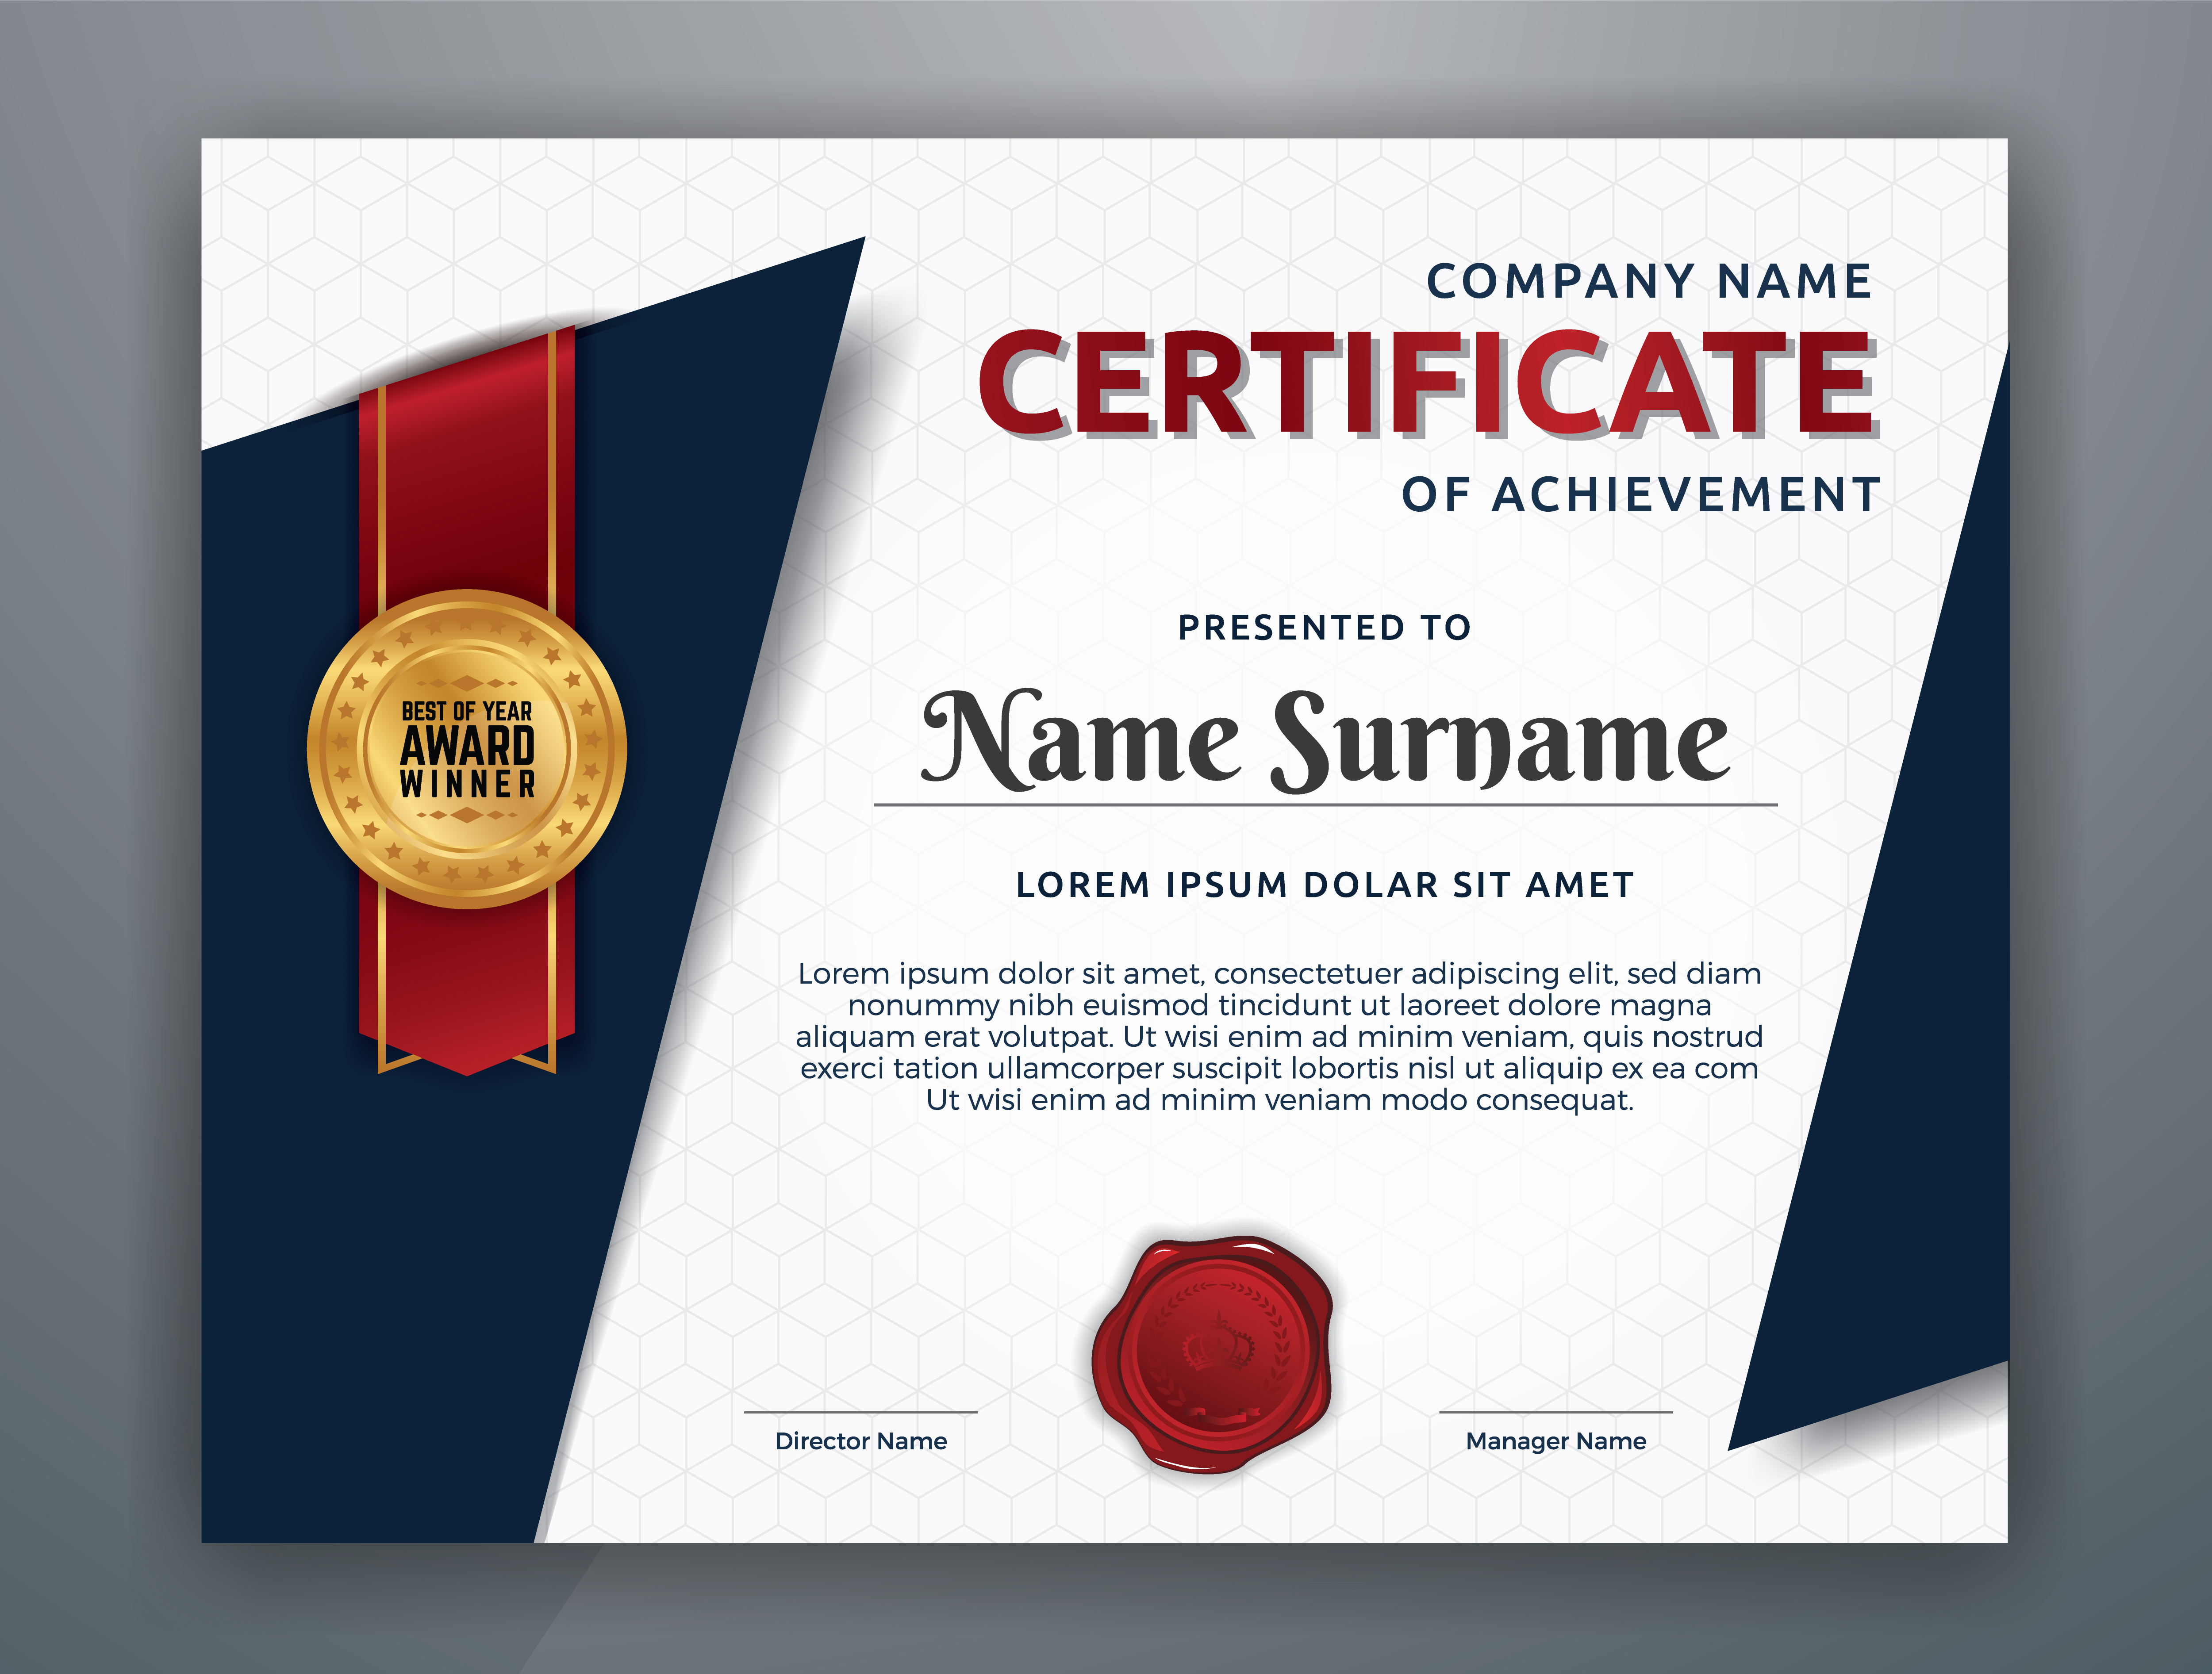 COMPANY NAME
CERTIFICATE
OF ACHIEVEMENT
PRESENTED TO
Name Surname
BEST OF YEAR
AWARD
WINNER
LOREM IPSUM DOLAR SIT AMET
Lorem ipsum dolor sit amet, consectetuer adipiscing elit, sed diam
nonummy nibh euismod tincidunt ut laoreet dolore magna
aliquam erat volutpat. Ut wisi enim ad minim veniam, quis nostrud
exerci tation ullamcorper suscipit lobortis nisl ut aliquip ex ea com
Ut wisi enim ad minim veniam modo consequat.
Director Name
Manager Name